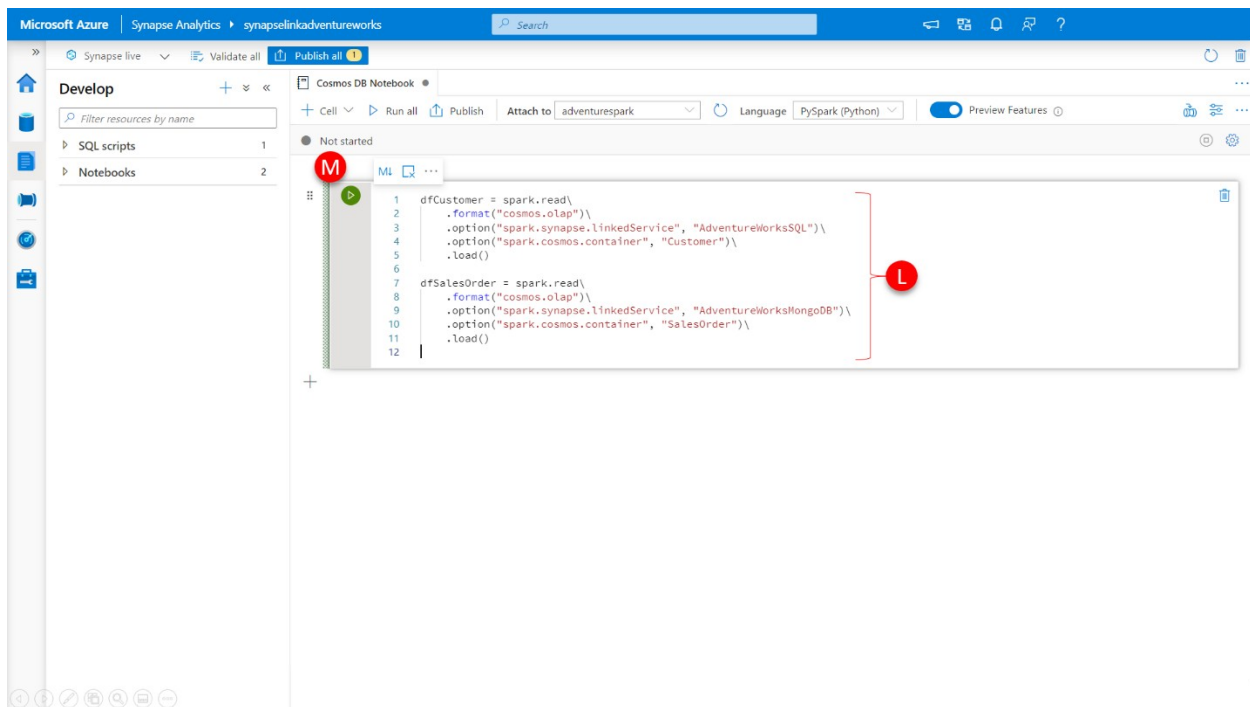 Microsoft Azure | Synapse Analytics ▸ synapselinkadventureworks Search ?
» Synapse live Validate all Publish all 1
Develop + « Cosmos DB Notebook ● ...
+ Cell Run all Publish Attach to adventurespark Language PySpark (Python) Preview Features ...
Filter resources by name
SQL scripts 1 Not started
Notebooks 2
M M↓ ...
1 dfCustomer = spark.read\
2 .format("cosmos.olap")\
3 .option("spark.synapse.linkedService", "AdventureWorksSQL")\
4 .option("spark.cosmos.container", "Customer")\
5 .load()
6
7 dfSalesOrder = spark.read\
8 .format("cosmos.olap")\
9 .option("spark.synapse.linkedService", "AdventureWorksMongoDB")\
10 .option("spark.cosmos.container", "SalesOrder")\
11 .load()
12
L